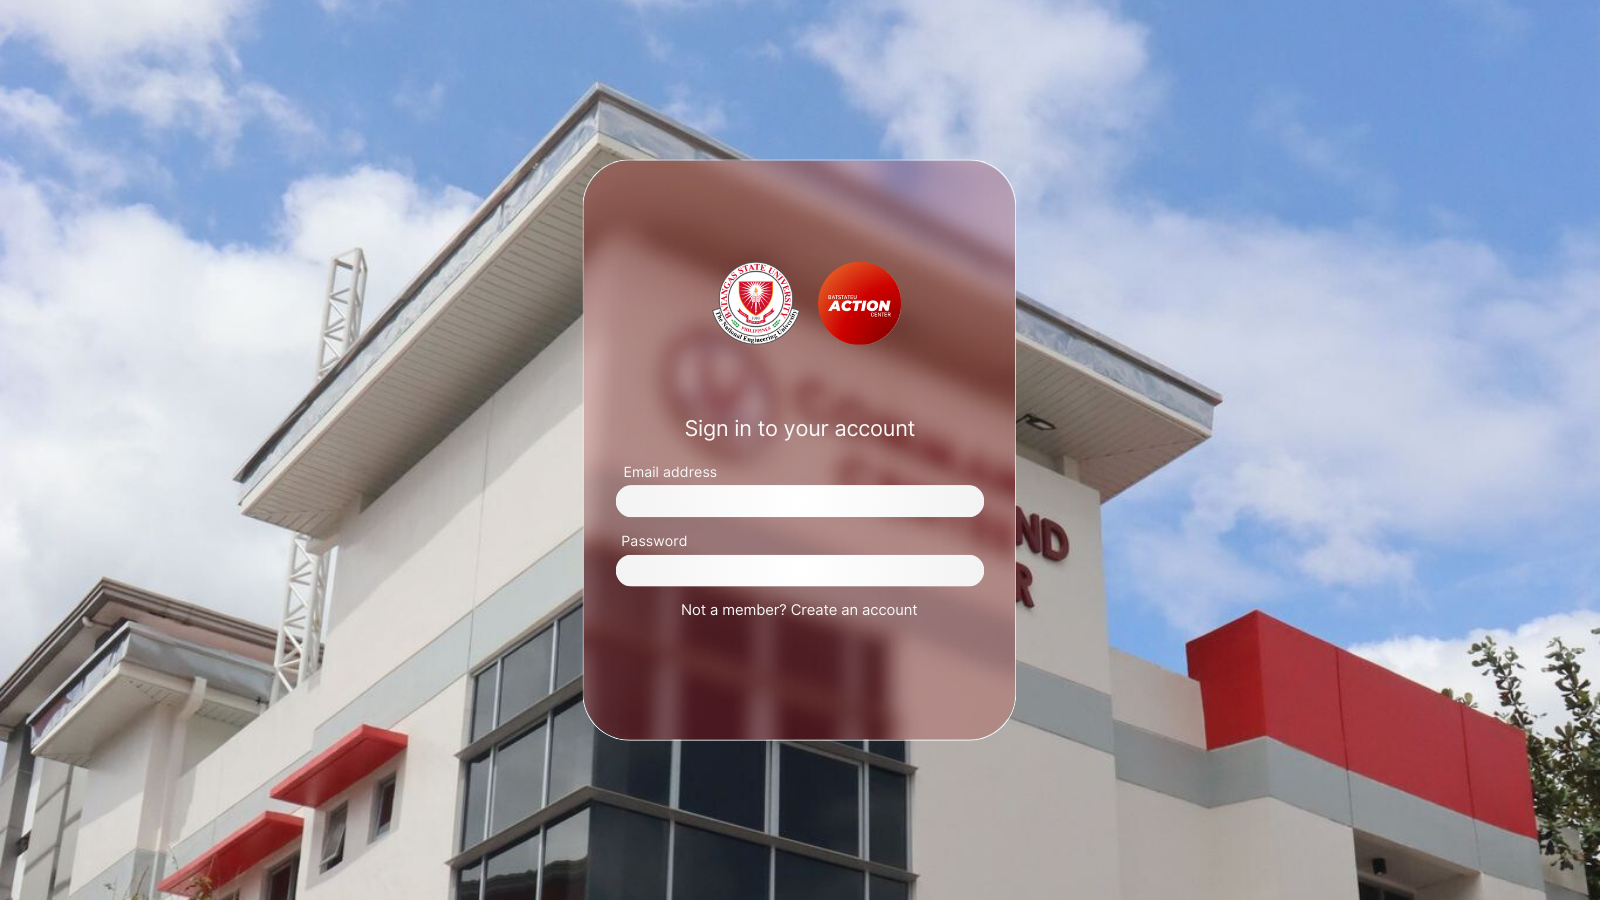 BATANGAS STATE UNIVERSITY
The National Engineering University
PHILIPPINES
BATSTATEU
ACTION
CENTER
Sign in to your account
Email address
Password
Not a member? Create an account
ND
R